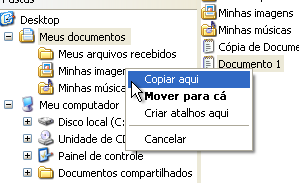 Pastas
Desktop
Meus documentos
Meus arquivos recebidos
Minhas imagen
Minhas música
Meu computador
Disco local (C:
Unidade de CD
Painel de controle
Documentos compartilhados
Minhas imagens
Minhas músicas
Cópia de Docume
Documento 1
Copiar aqui
Mover para cá
Criar atalhos aqui
Cancelar